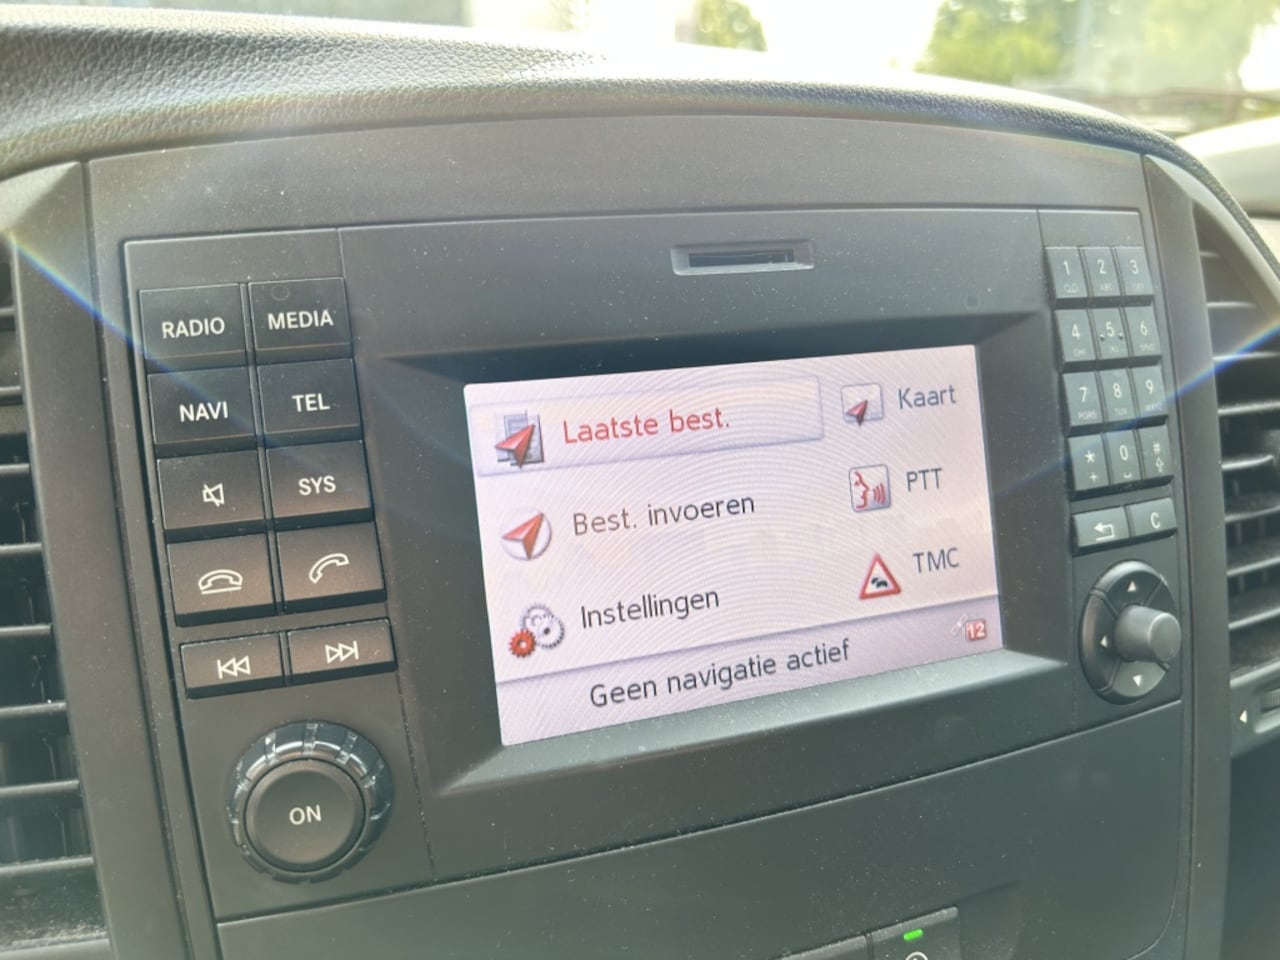 RADIO
MEDIA
NAVI
TEL
SYS
ON
Laatste best.
Best. invoeren
Instellingen
Kaart
PTT
TMC
Geen navigatie actief
12
1 2 3
4 5 6
7 8 9
* 0 #
C